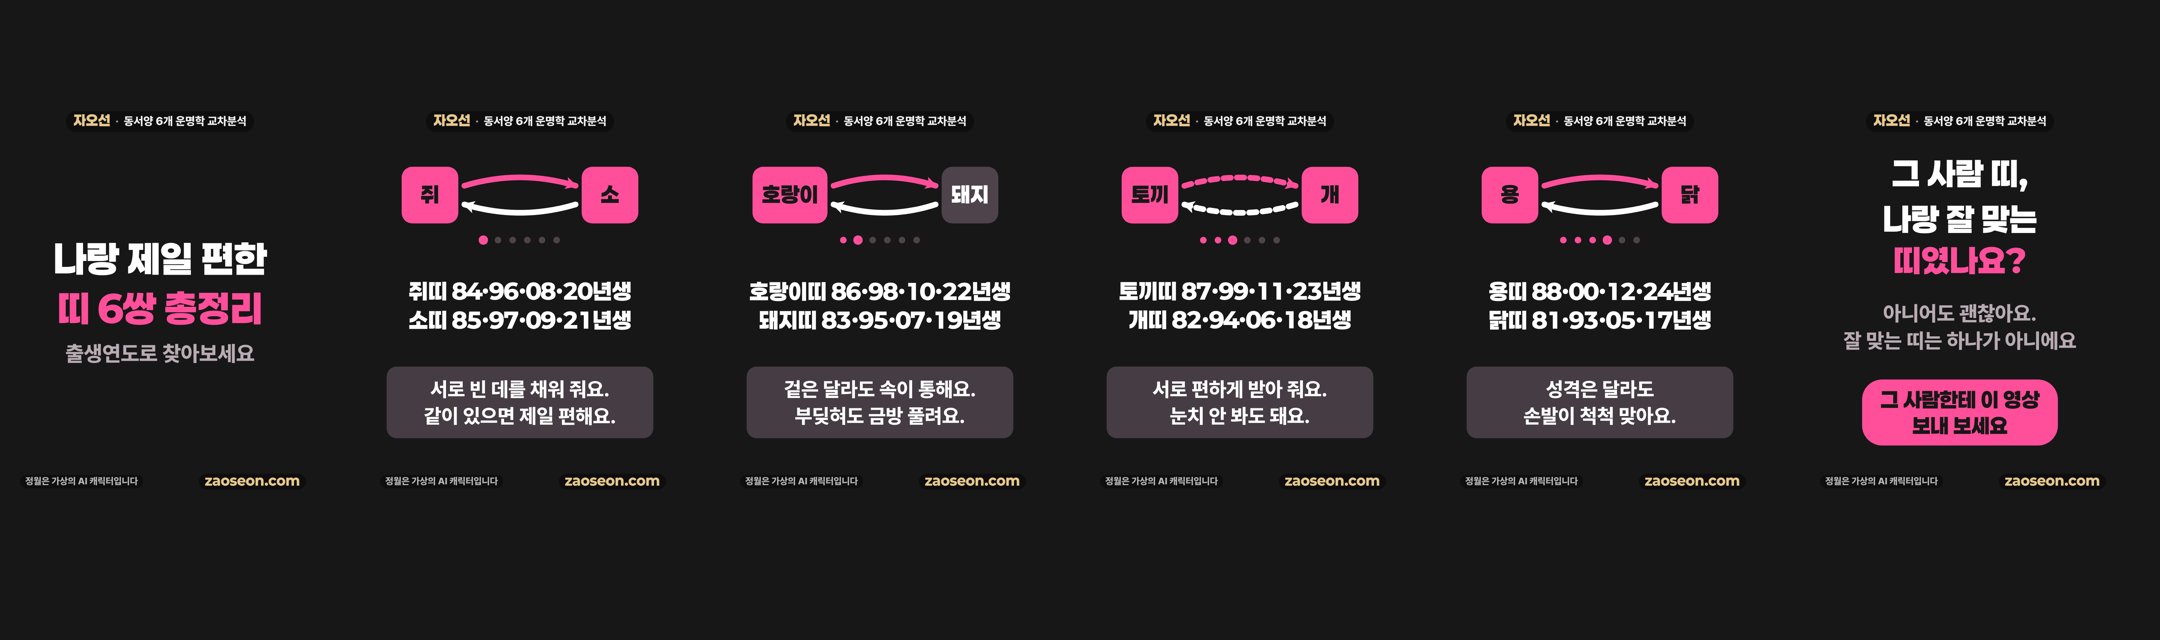 자오선 · 동서양 6개 운명학 교차분석
나랑 제일 편한
띠 6쌍 총정리
출생연도로 찾아보세요
정월은 가상의 AI 캐릭터입니다
zaoseon.com
자오선 · 동서양 6개 운명학 교차분석
쥐
소
쥐띠 84·96·08·20년생
소띠 85·97·09·21년생
서로 빈 데를 채워 줘요.
같이 있으면 제일 편해요.
정월은 가상의 AI 캐릭터입니다
zaoseon.com
자오선 · 동서양 6개 운명학 교차분석
호랑이
돼지
호랑이띠 86·98·10·22년생
돼지띠 83·95·07·19년생
겉은 달라도 속이 통해요.
부딪혀도 금방 풀려요.
정월은 가상의 AI 캐릭터입니다
zaoseon.com
자오선 · 동서양 6개 운명학 교차분석
토끼
개
토끼띠 87·99·11·23년생
개띠 82·94·06·18년생
서로 편하게 받아 줘요.
눈치 안 봐도 돼요.
정월은 가상의 AI 캐릭터입니다
zaoseon.com
자오선 · 동서양 6개 운명학 교차분석
용
닭
용띠 88·00·12·24년생
닭띠 81·93·05·17년생
성격은 달라도
손발이 척척 맞아요.
정월은 가상의 AI 캐릭터입니다
zaoseon.com
자오선 · 동서양 6개 운명학 교차분석
그 사람 띠,
나랑 잘 맞는
띠였나요?
아니어도 괜찮아요.
잘 맞는 띠는 하나가 아니에요
그 사람한테 이 영상
보내 보세요
정월은 가상의 AI 캐릭터입니다
zaoseon.com